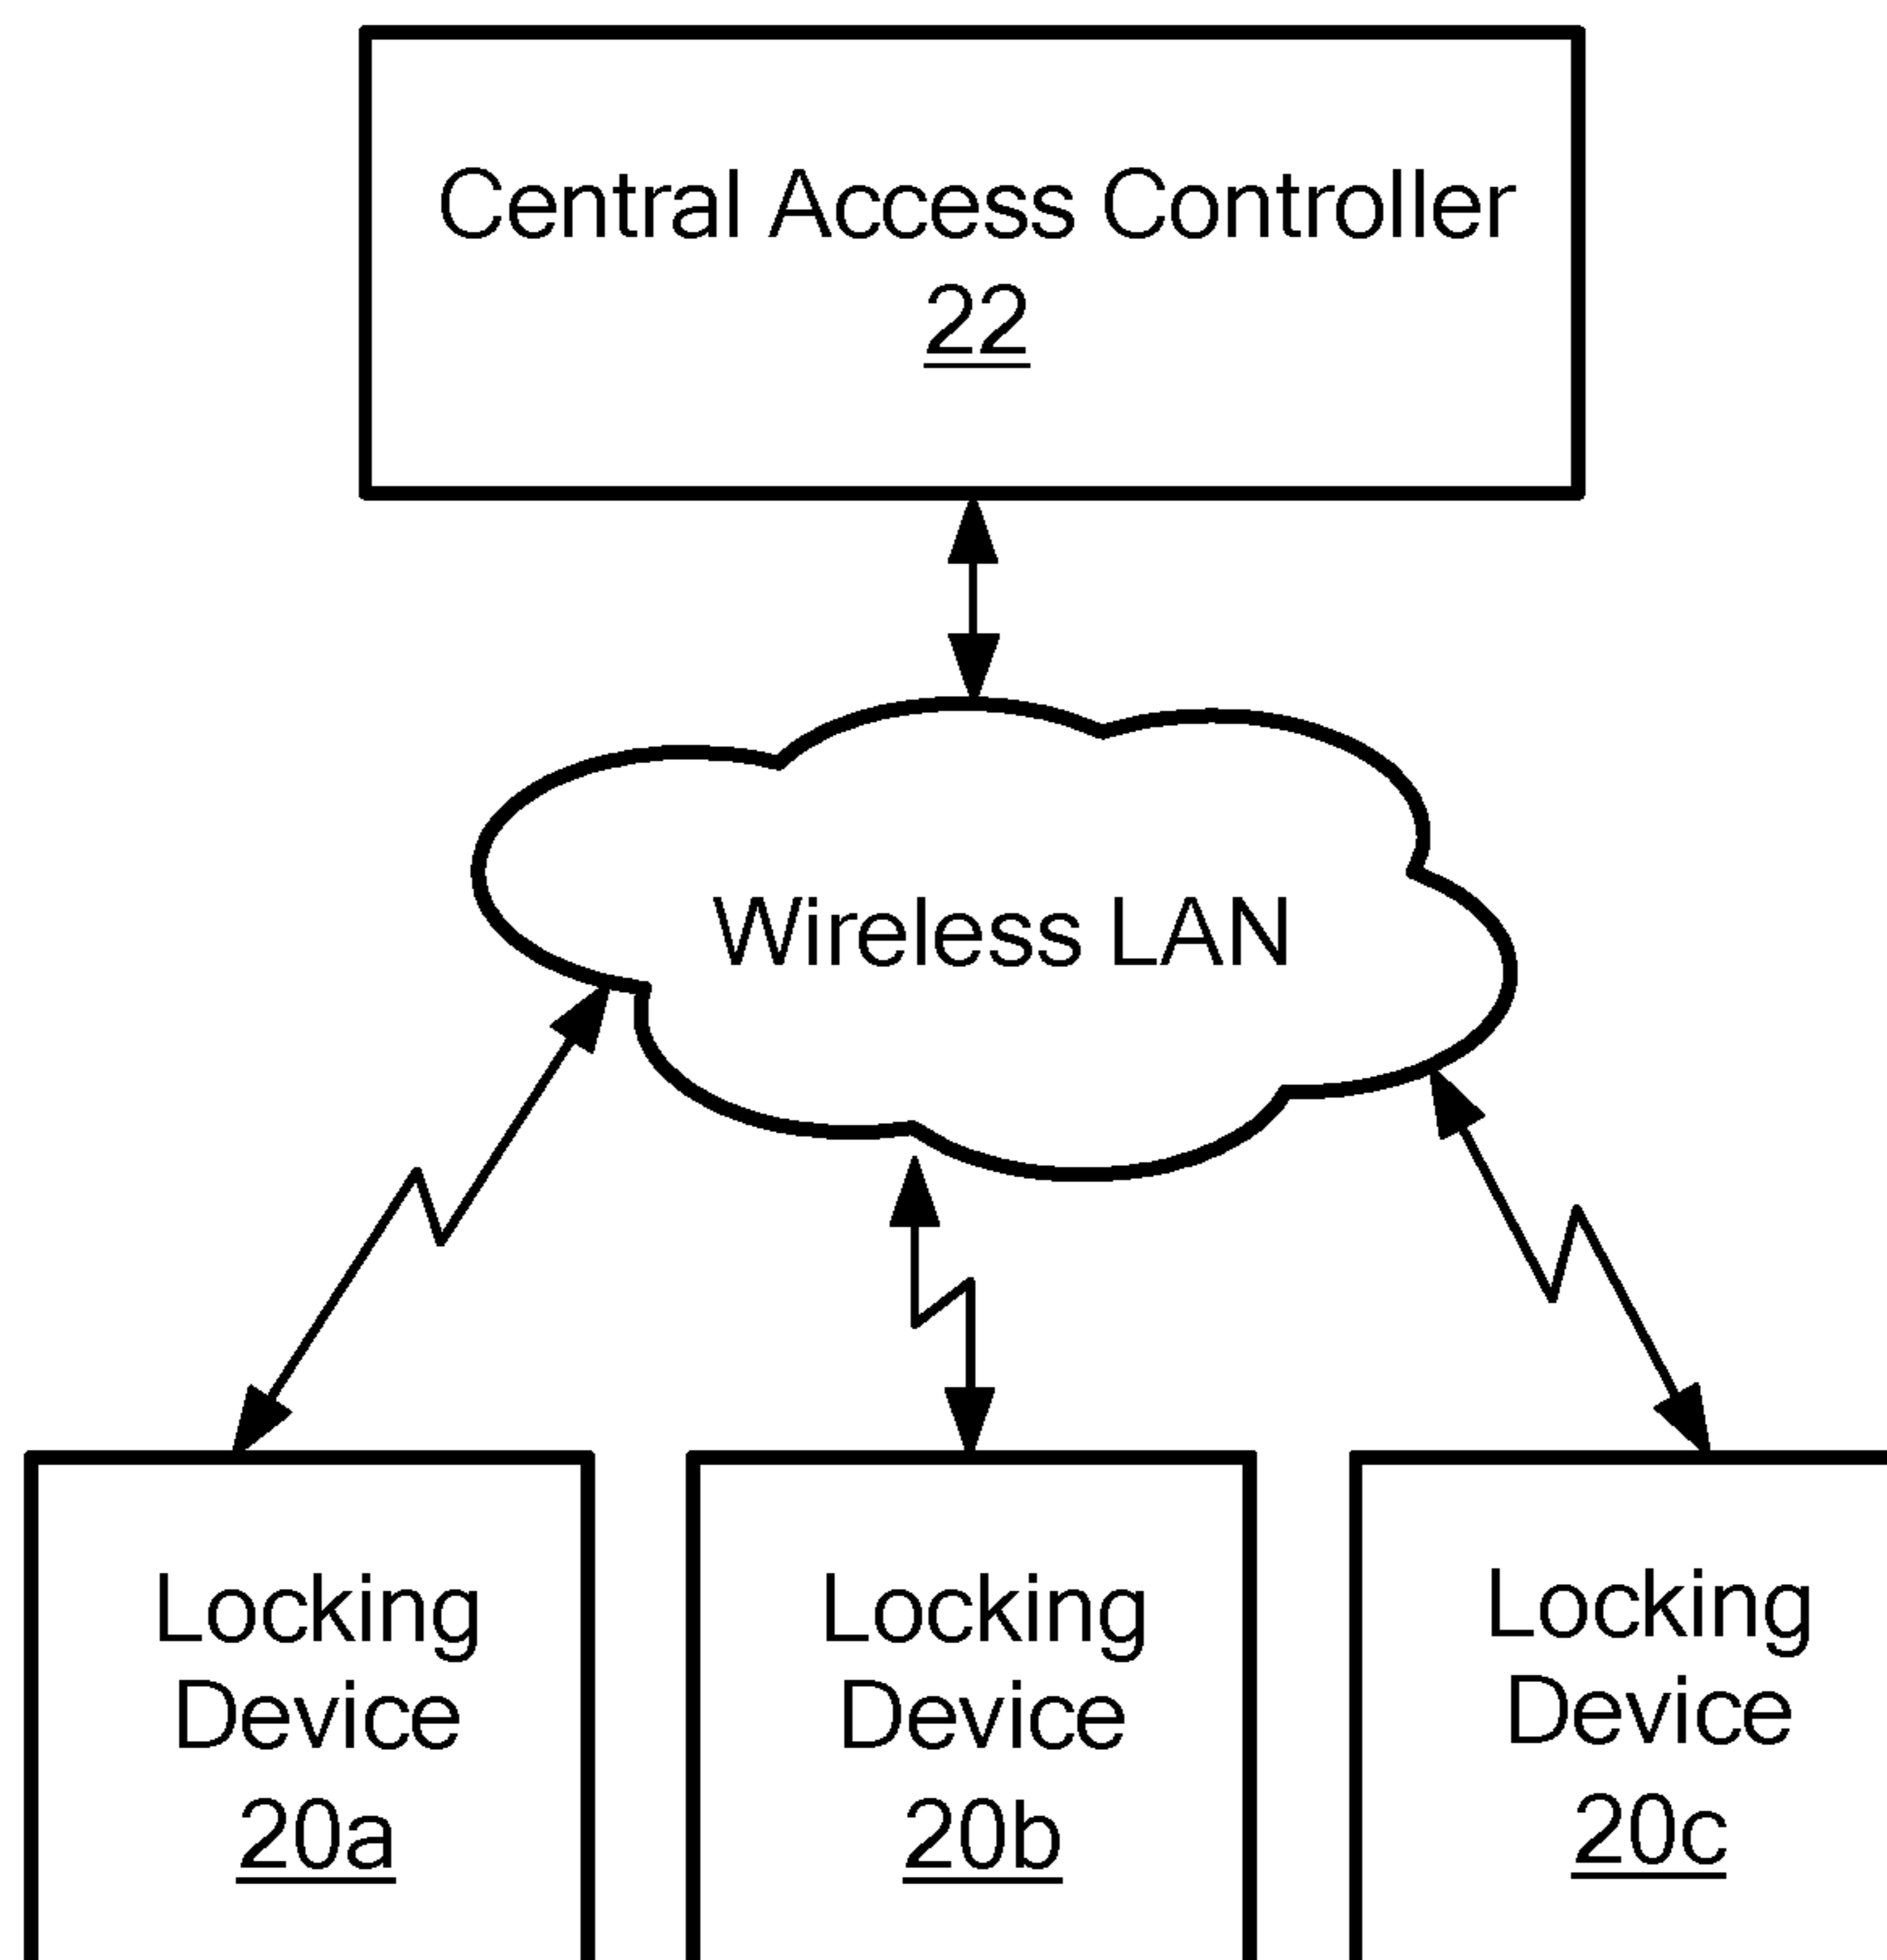 Central Access Controller
22
Wireless LAN
Locking
Device
20a
Locking
Device
20b
Locking
Device
20c